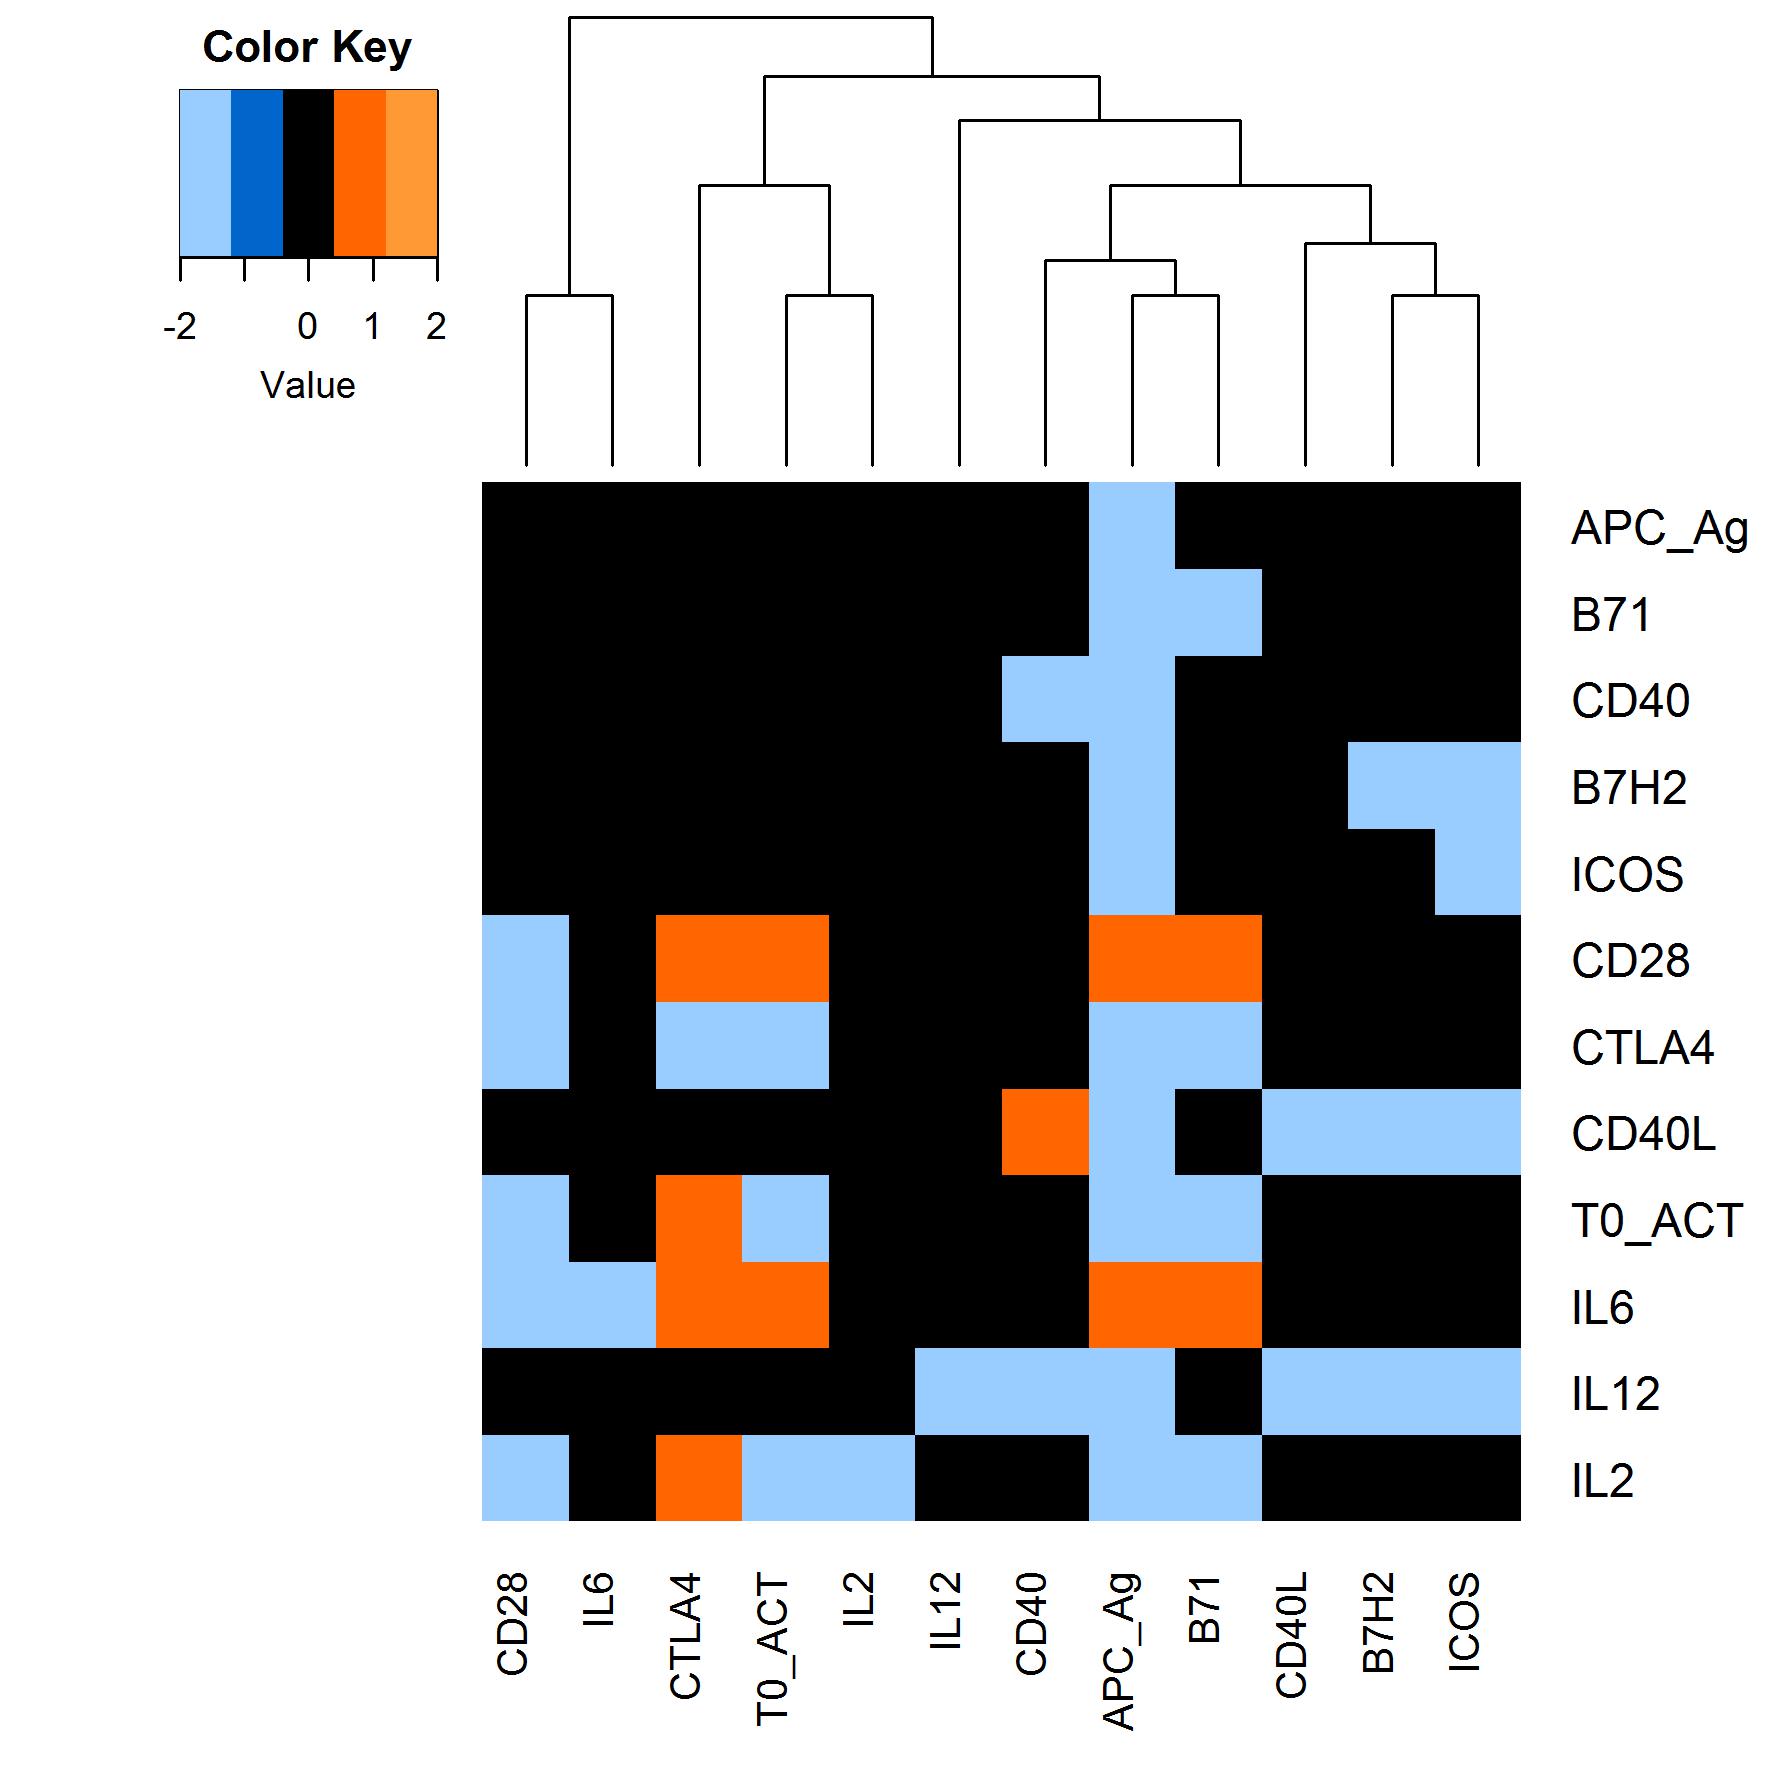 Color Key
-2 0 1 2
Value
APC_Ag
B71
CD40
B7H2
ICOS
CD28
CTLA4
CD40L
T0_ACT
IL6
IL12
IL2
CD28
IL6
CTLA4
T0_ACT
IL2
IL12
CD40
APC_Ag
B71
CD40L
B7H2
ICOS